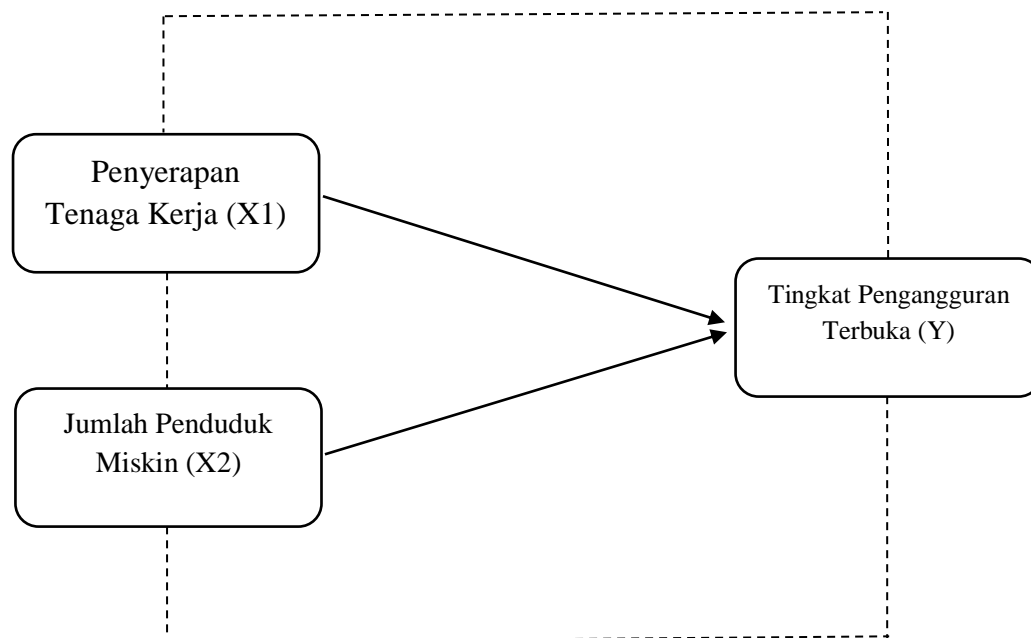 Penyerapan
Tenaga Kerja (X1)
Tingkat Pengangguran
Terbuka (Y)
Jumlah Penduduk
Miskin (X2)